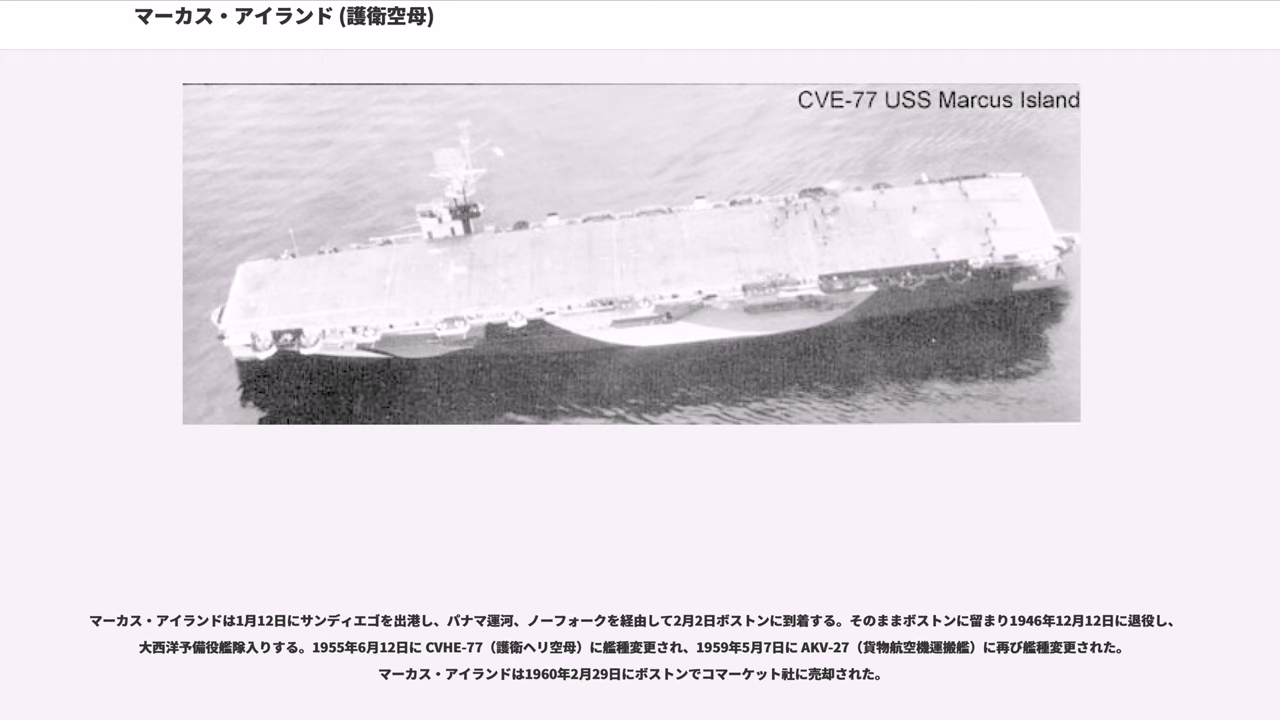 マーカス・アイランド (護衛空母)
CVE-77 USS Marcus Island
マーカス・アイランドは1月12日にサンディエゴを出港し、パナマ運河、ノーフォークを経由して2月2日ボストンに到着する。そのままボストンに留まり1946年12月12日に退役し、
大西洋予備役艦隊入りする。1955年6月12日に CVHE-77（護衛ヘリ空母）に艦種変更され、1959年5月7日に AKV-27（貨物航空機運搬艦）に再び艦種変更された。
マーカス・アイランドは1960年2月29日にボストンでコマーケット社に売却された。